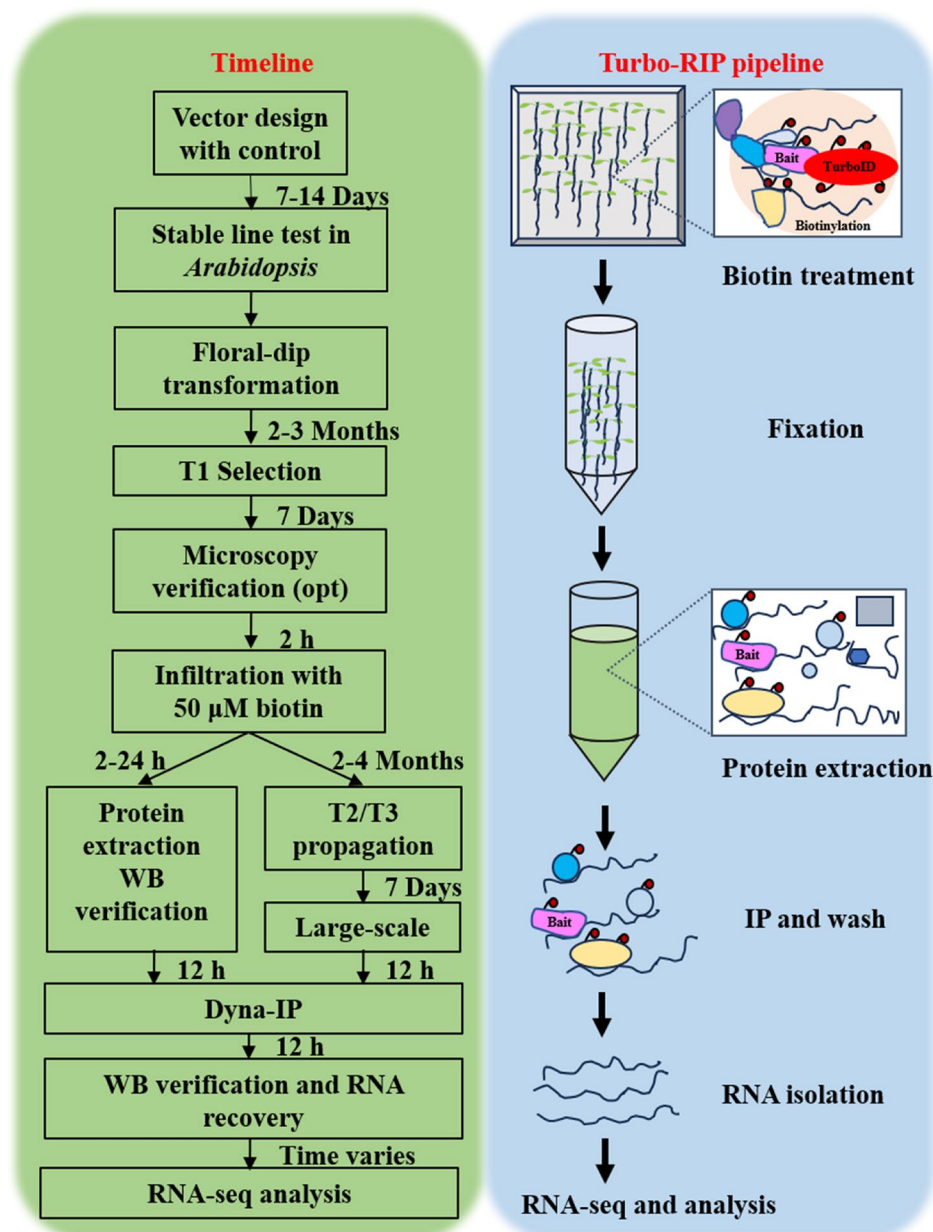 Timeline
Vector design
with control
7-14 Days
Stable line test in
Arabidopsis
Floral-dip
transformation
2-3 Months
T1 Selection
7 Days
Microscopy
verification (opt)
2 h
Infiltration with
50 µM biotin
2-24 h
2-4 Months
Protein
extraction
WB
verification
T2/T3
propagation
7 Days
Large-scale
12 h
12 h
Dyna-IP
12 h
WB verification and RNA
recovery
Time varies
RNA-seq analysis
Turbo-RIP pipeline
Bait
TurboID
Biotinylation
Biotin treatment
Fixation
Bait
Protein extraction
Bait
IP and wash
RNA isolation
RNA-seq and analysis